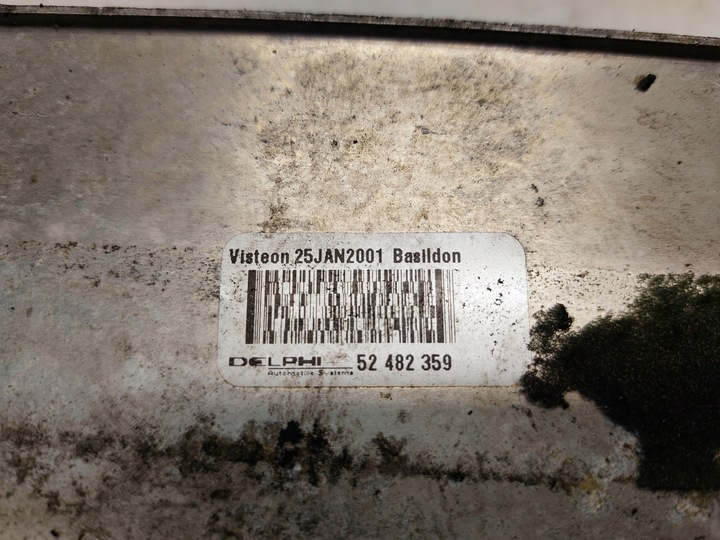 Visteon 25JAN2001 Basildon
DELPHI 52 482 359
Automotive Systems